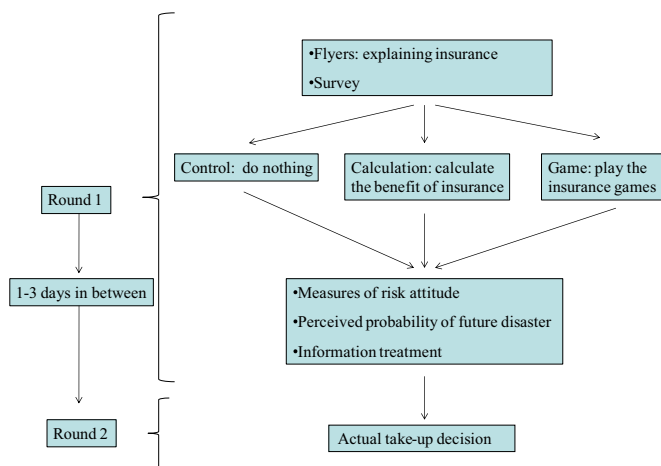 •Flyers: explaining insurance
•Survey
Control:  do nothing
Calculation: calculate
the benefit of insurance
Game: play the
insurance games
Round 1
1-3 days in between
•Measures of risk attitude
•Perceived probability of future disaster
•Information treatment
Round 2
Actual take-up decision